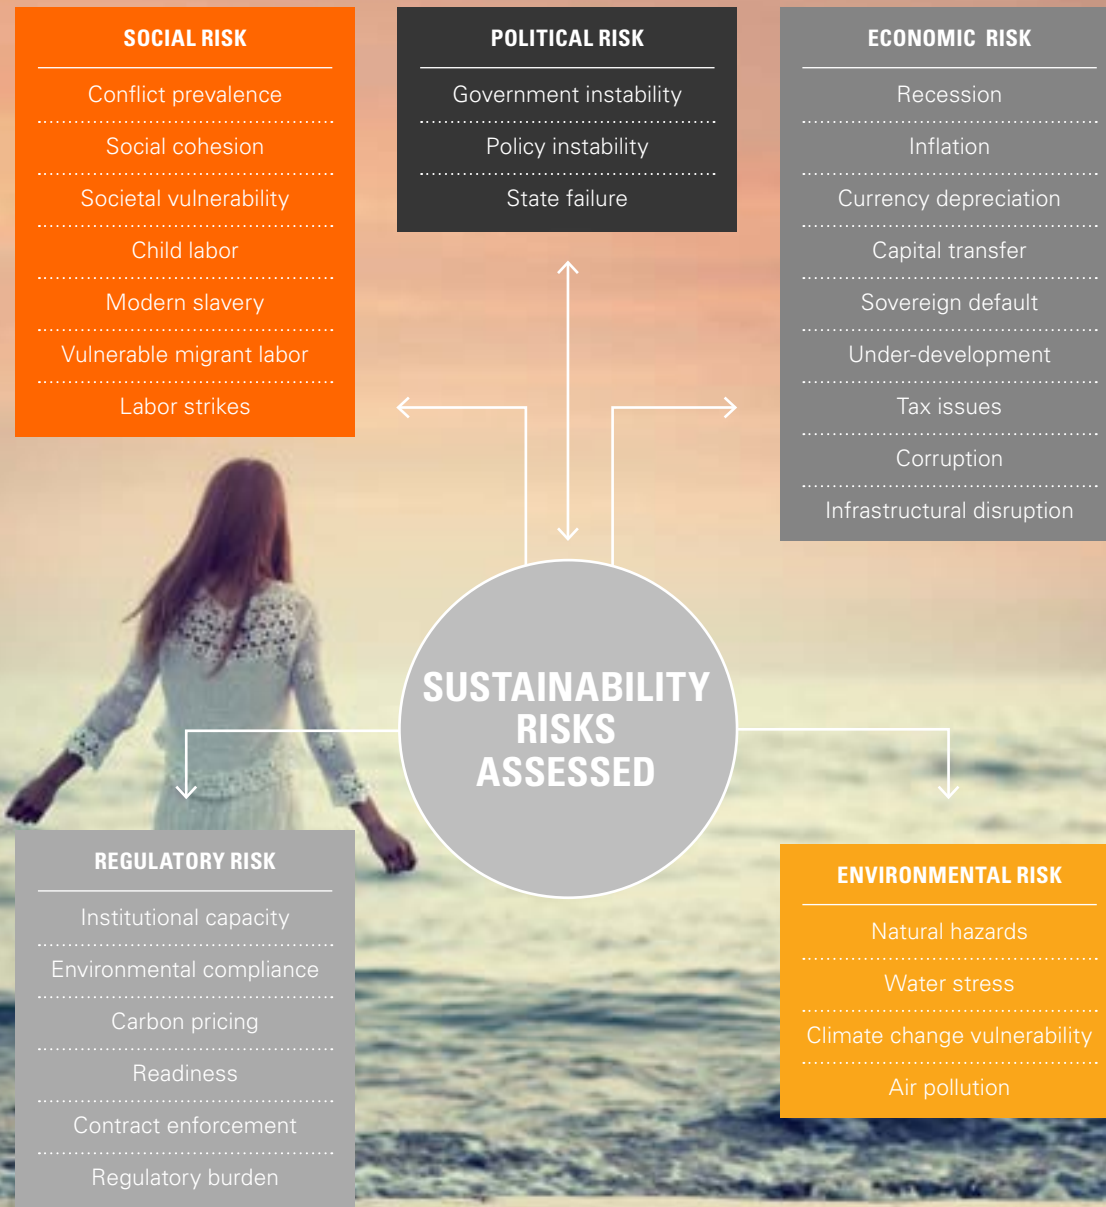 SOCIAL RISK
Conflict prevalence
Social cohesion
Societal vulnerability
Child labor
Modern slavery
Vulnerable migrant labor
Labor strikes
POLITICAL RISK
Government instability
Policy instability
State failure
ECONOMIC RISK
Recession
Inflation
Currency depreciation
Capital transfer
Sovereign default
Under-development
Tax issues
Corruption
Infrastructural disruption
SUSTAINABILITY
RISKS
ASSESSED
REGULATORY RISK
Institutional capacity
Environmental compliance
Carbon pricing
Readiness
Contract enforcement
Regulatory burden
ENVIRONMENTAL RISK
Natural hazards
Water stress
Climate change vulnerability
Air pollution